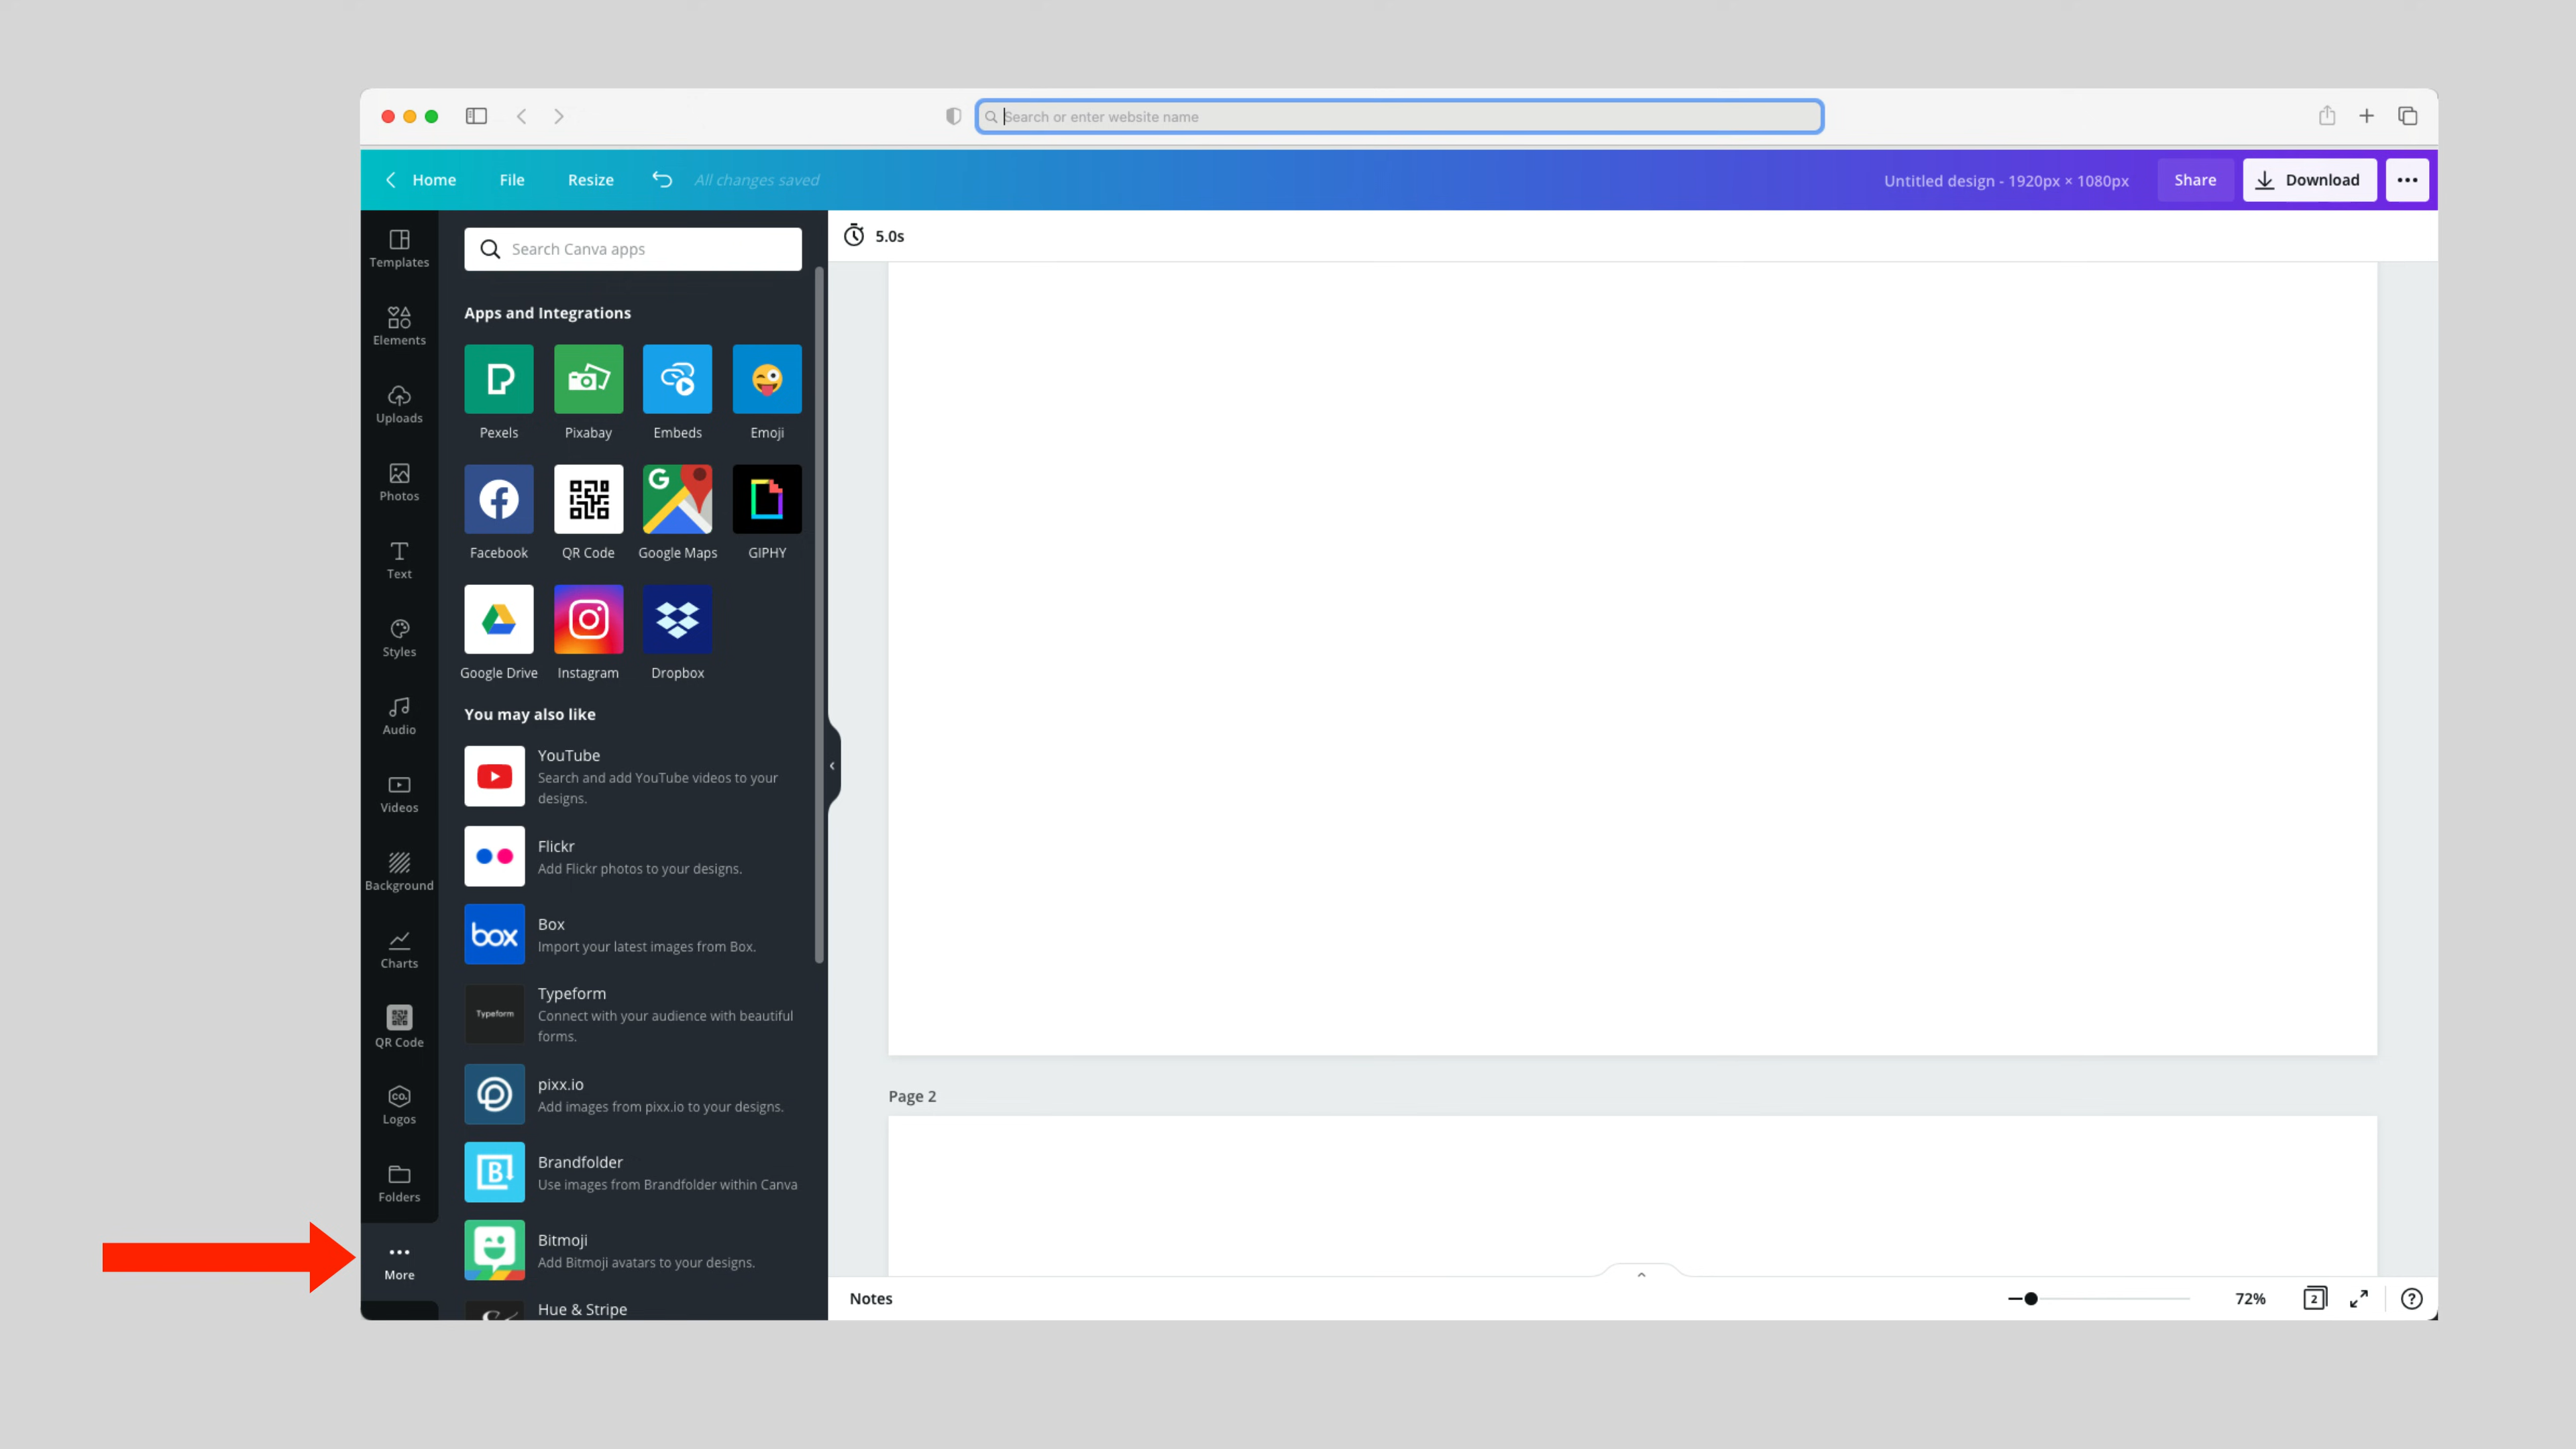 Search or enter website name
Home File Resize All changes saved Untitled design - 1920px × 1080px Share Download
Templates
Elements
Uploads
Photos
Text
Styles
Audio
Videos
Background
Charts
QR Code
Logos
CO.
Folders
More
Search Canva apps
Apps and Integrations
Pexels Pixabay Embeds Emoji
G
Facebook QR Code Google Maps GIPHY
Google Drive Instagram Dropbox
You may also like
YouTube
Search and add YouTube videos to your
designs.
Flickr
Add Flickr photos to your designs.
box
Box
Import your latest images from Box.
Typeform
Typeform
Connect with your audience with beautiful
forms.
pixx.io
Add images from pixx.io to your designs.
B
Brandfolder
Use images from Brandfolder within Canva
Bitmoji
Add Bitmoji avatars to your designs.
Hue & Stripe
5.0s
Page 2
Notes
72%
2
?